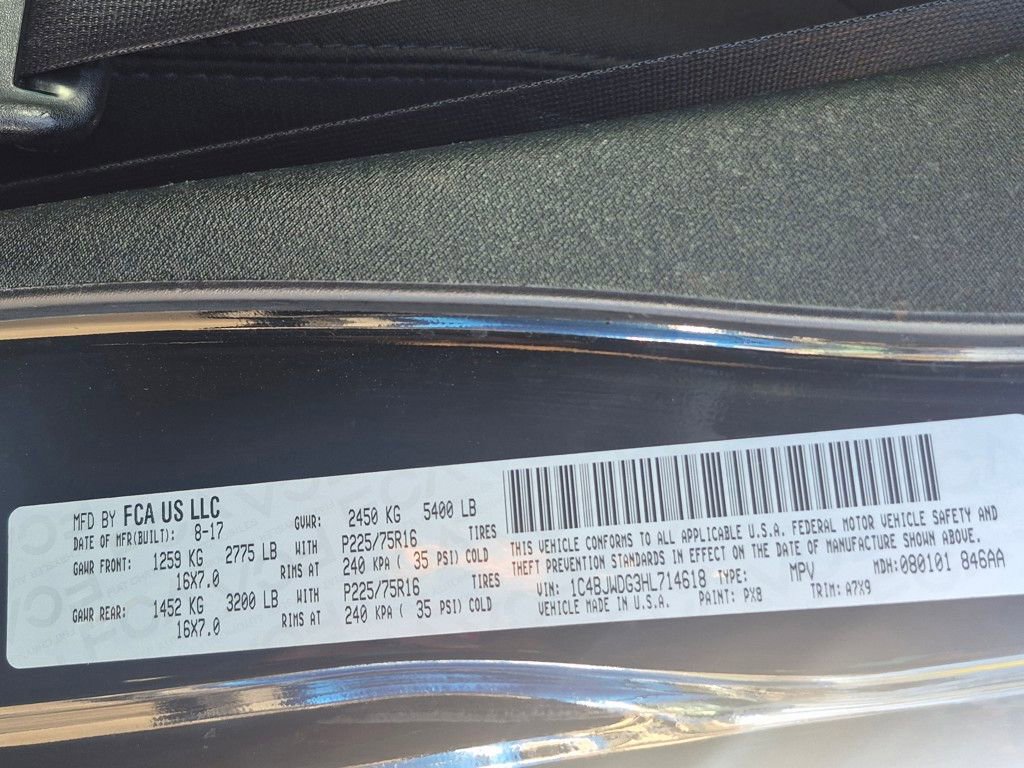 MFD BY FCA US LLC
DATE OF MFR(BUILT): 8-17 GVWR: 2450 KG 5400 LB
GAWR FRONT: 1259 KG 2775 LB WITH P225/75R16 TIRES
16X7.0 RIMS AT 240 KPA ( 35 PSI) COLD
GAWR REAR: 1452 KG 3200 LB WITH P225/75R16 TIRES
16X7.0 RIMS AT 240 KPA ( 35 PSI) COLD
THIS VEHICLE CONFORMS TO ALL APPLICABLE U.S.A. FEDERAL MOTOR VEHICLE SAFETY AND
THEFT PREVENTION STANDARDS IN EFFECT ON THE DATE OF MANUFACTURE SHOWN ABOVE.
VIN: 1C4BJWDG3HL714618 TYPE: MPV MDH: 080101 846AA
VEHICLE MADE IN U.S.A. PAINT: PX8 TRIM: A7X9